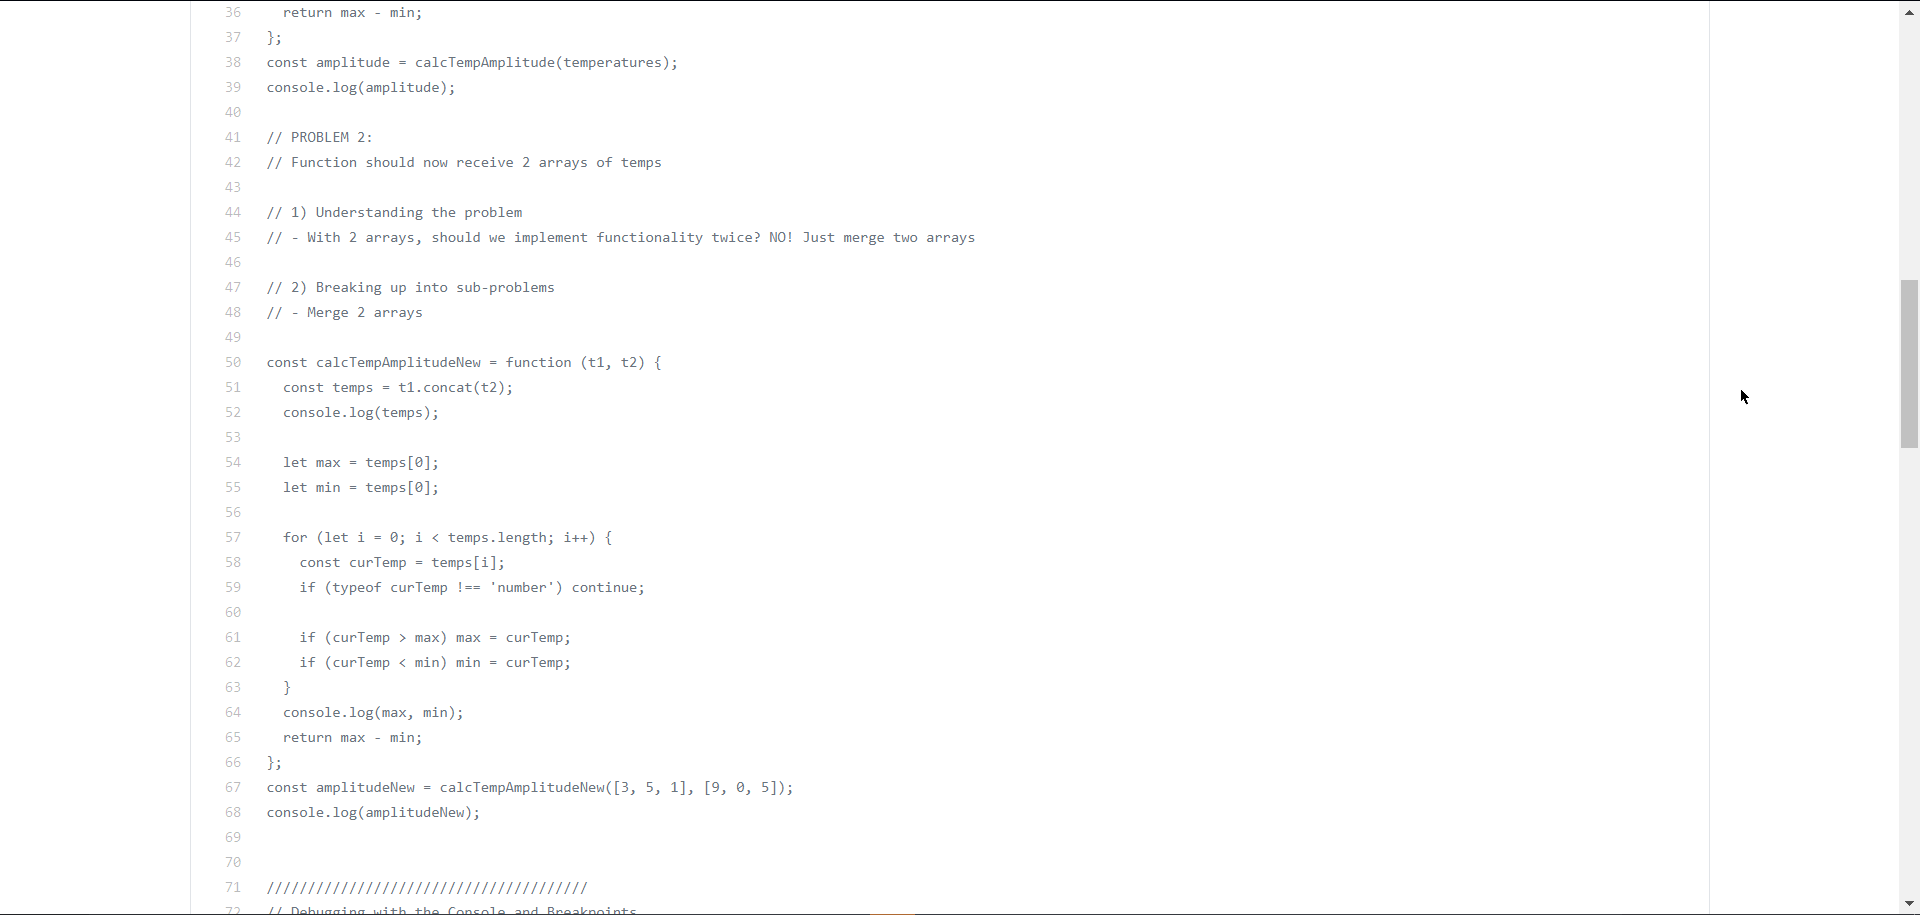 36 return max - min;
37 };
38 const amplitude = calcTempAmplitude(temperatures);
39 console.log(amplitude);
40
41 // PROBLEM 2:
42 // Function should now receive 2 arrays of temps
43
44 // 1) Understanding the problem
45 // - With 2 arrays, should we implement functionality twice? NO! Just merge two arrays
46
47 // 2) Breaking up into sub-problems
48 // - Merge 2 arrays
49
50 const calcTempAmplitudeNew = function (t1, t2) {
51 const temps = t1.concat(t2);
52 console.log(temps);
53
54 let max = temps[0];
55 let min = temps[0];
56
57 for (let i = 0; i < temps.length; i++) {
58 const curTemp = temps[i];
59 if (typeof curTemp !== 'number') continue;
60
61 if (curTemp > max) max = curTemp;
62 if (curTemp < min) min = curTemp;
63 }
64 console.log(max, min);
65 return max - min;
66 };
67 const amplitudeNew = calcTempAmplitudeNew([3, 5, 1], [9, 0, 5]);
68 console.log(amplitudeNew);
69
70
71 ///////////////////////////////////////
72 // Debugging with the Console and Breakpoints